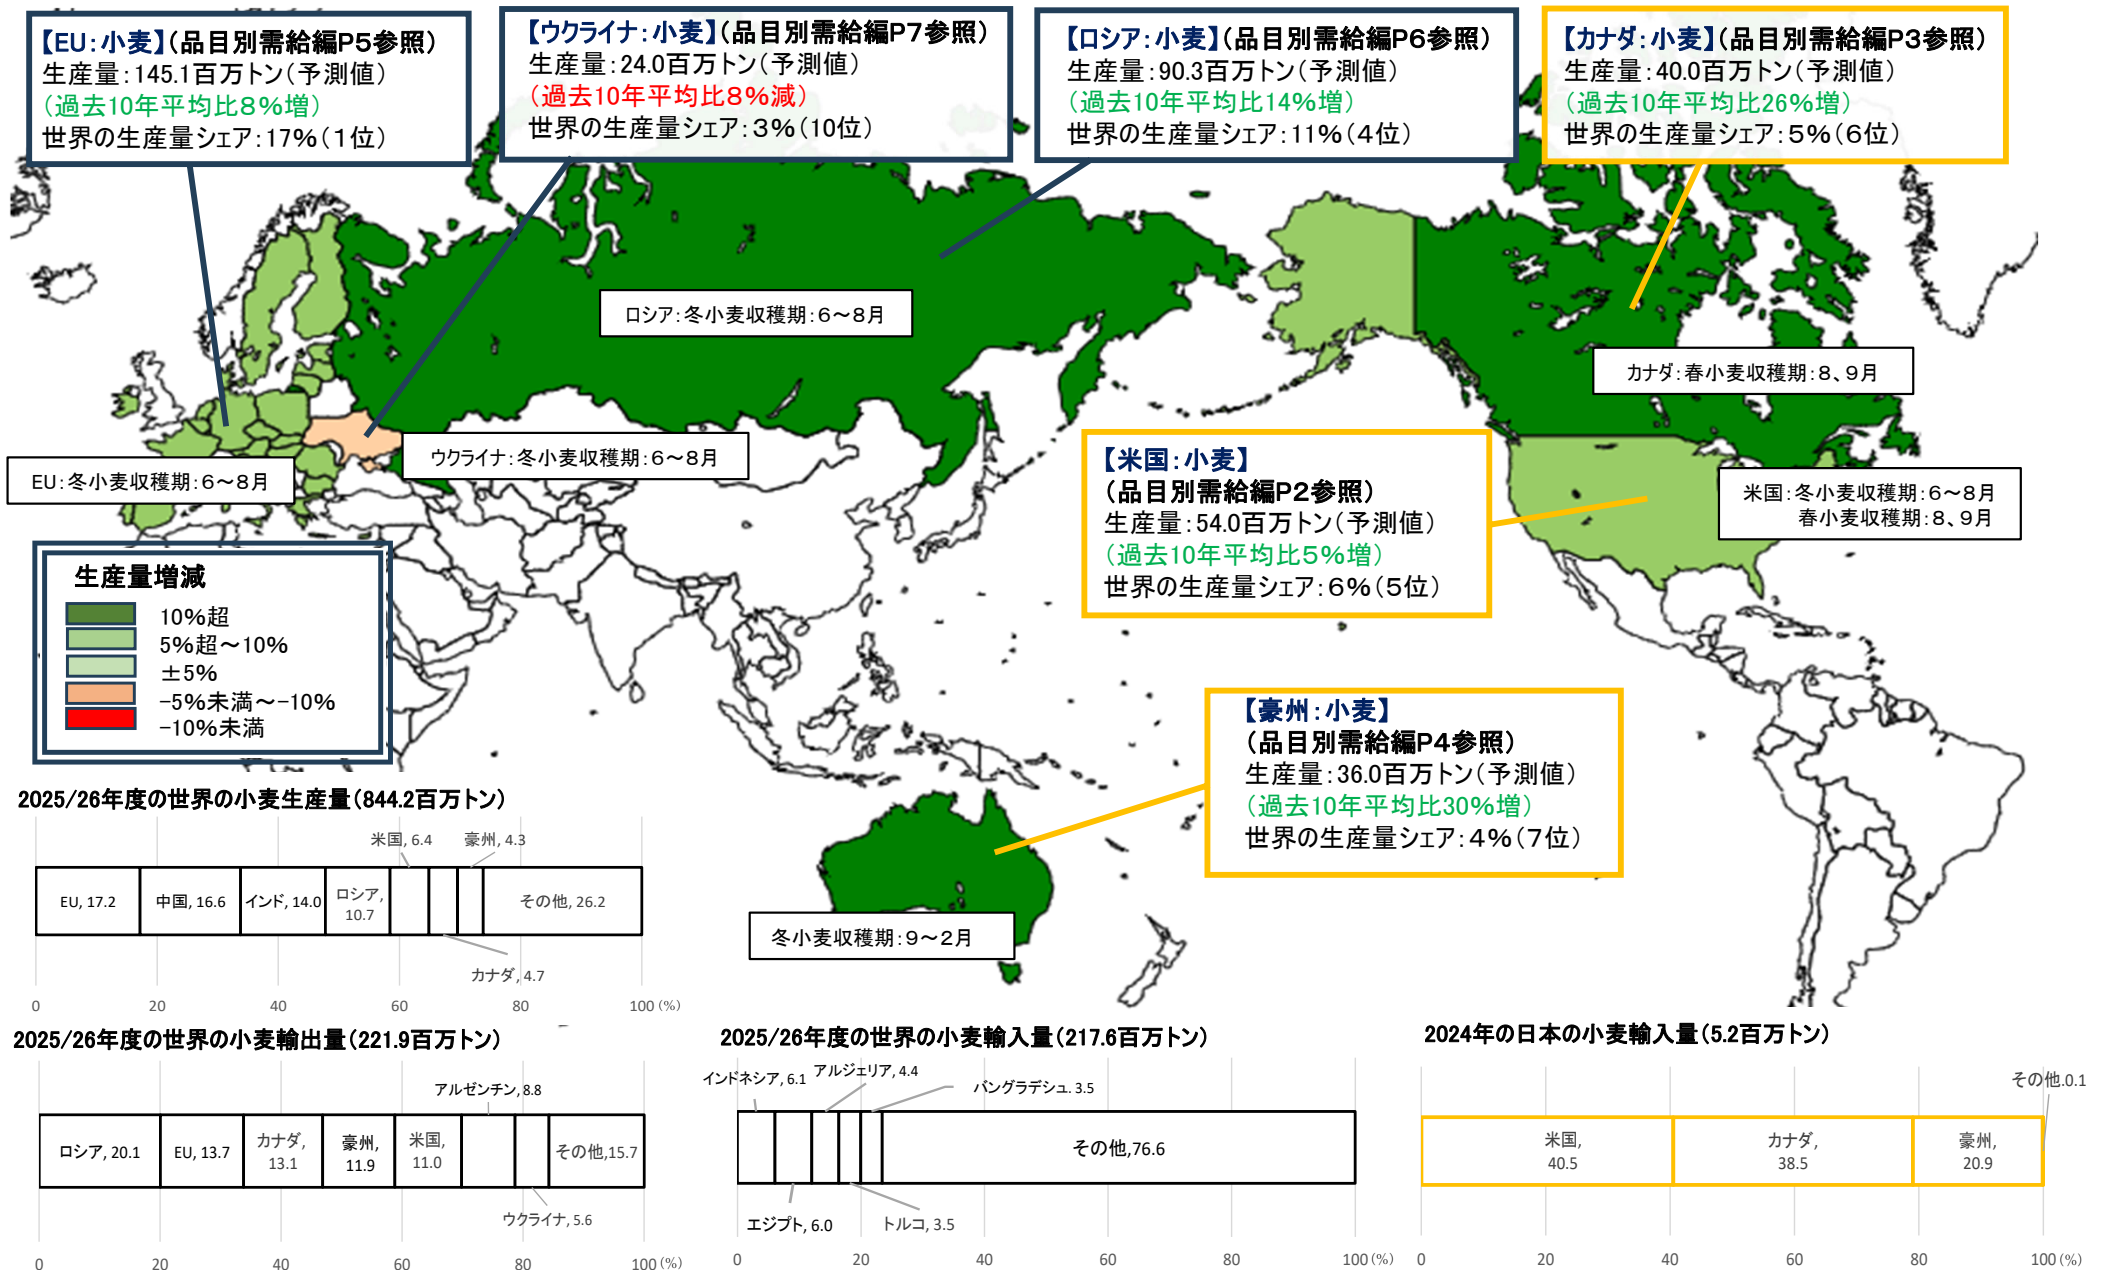 【EU：小麦】（品目別需給編P5参照）
生産量：145.1百万トン（予測値）
（過去10年平均比８％増）
世界の生産量シェア：17％（１位）
【ウクライナ：小麦】（品目別需給編P7参照）
生産量：24.0百万トン（予測値）
（過去10年平均比８％減）
世界の生産量シェア：３％（10位）
【ロシア：小麦】（品目別需給編P6参照）
生産量：90.3百万トン（予測値）
（過去10年平均比14％増）
世界の生産量シェア：11％（４位）
【カナダ：小麦】（品目別需給編P3参照）
生産量：40.0百万トン（予測値）
（過去10年平均比26％増）
世界の生産量シェア：５％（６位）
ロシア：冬小麦収穫期：６～８月
カナダ：春小麦収穫期：８、９月
ウクライナ：冬小麦収穫期：６～８月
EU：冬小麦収穫期：６～８月
【米国：小麦】
（品目別需給編P２参照）
生産量：54.0百万トン（予測値）
（過去10年平均比５％増）
世界の生産量シェア：６％（５位）
米国：冬小麦収穫期：６～８月
春小麦収穫期：８、９月
生産量増減
10%超
5%超～10%
±5%
-5%未満～-10%
-10%未満
【豪州：小麦】
（品目別需給編P４参照）
生産量：36.0百万トン（予測値）
（過去10年平均比30％増）
世界の生産量シェア：４％（７位）
冬小麦収穫期：９～２月
2025/26年度の世界の小麦生産量（844.2百万トン）
米国, 6.4
豪州, 4.3
EU, 17.2
中国, 16.6
インド, 14.0
ロシア,
10.7
その他, 26.2
カナダ, 4.7
0 20 40 60 80 100 (%)
2025/26年度の世界の小麦輸出量（221.9百万トン）
アルゼンチン, 8.8
ロシア, 20.1
EU, 13.7
カナダ,
13.1
豪州,
11.9
米国,
11.0
その他,15.7
ウクライナ, 5.6
0 20 40 60 80 100 (%)
2025/26年度の世界の小麦輸入量（217.6百万トン）
インドネシア, 6.1
アルジェリア, 4.4
バングラデシュ. 3.5
その他,76.6
エジプト, 6.0
トルコ, 3.5
0 20 40 60 80 100 (%)
2024年の日本の小麦輸入量（5.2百万トン）
その他.0.1
米国,
40.5
カナダ,
38.5
豪州,
20.9
0 20 40 60 80 100 (%)